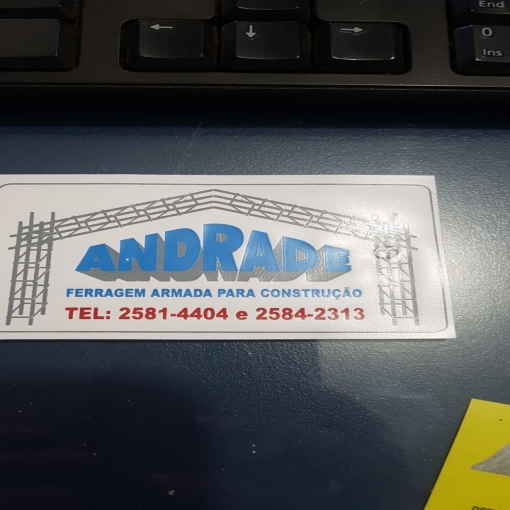 End
0
Ins
ANDRADE
FERRAGEM ARMADA PARA CONSTRUÇÃO
TEL: 2581-4404 e 2584-2313